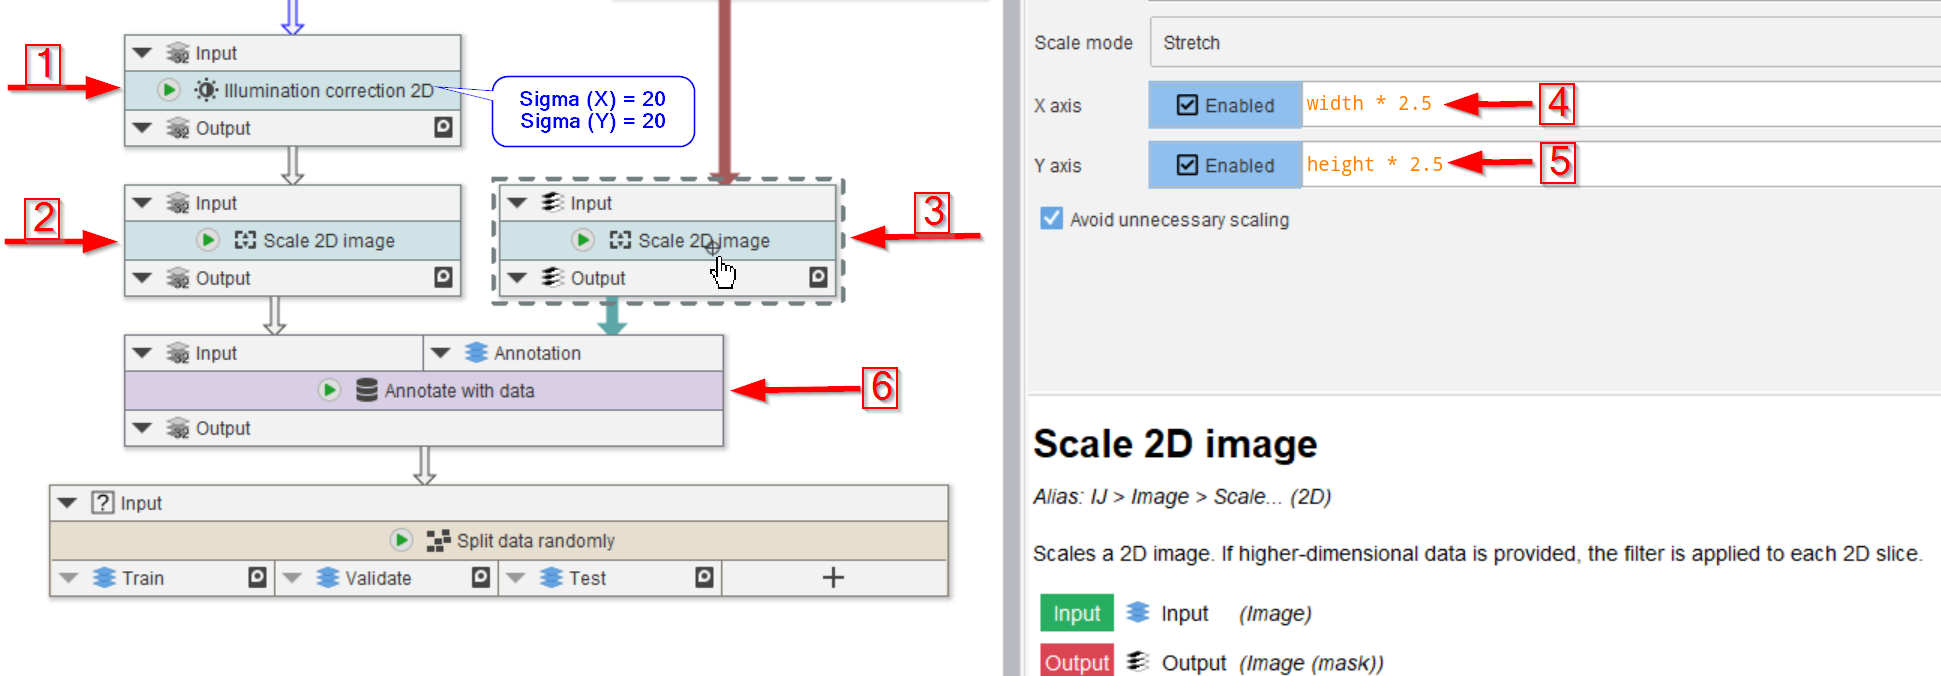 1
Input
Illumination correction 2D
Output
Sigma (X) = 20
Sigma (Y) = 20
2
Input
Scale 2D image
Output
3
Input
Scale 2D image
Output
Input
Annotation
Annotate with data
Output
6
? Input
Split data randomly
Train
Validate
Test
+
Scale mode
Stretch
X axis
Enabled
width * 2.5
4
Y axis
Enabled
height * 2.5
5
Avoid unnecessary scaling
Scale 2D image
Alias: IJ > Image > Scale... (2D)
Scales a 2D image. If higher-dimensional data is provided, the filter is applied to each 2D slice.
Input Input (Image)
Output Output (Image (mask))